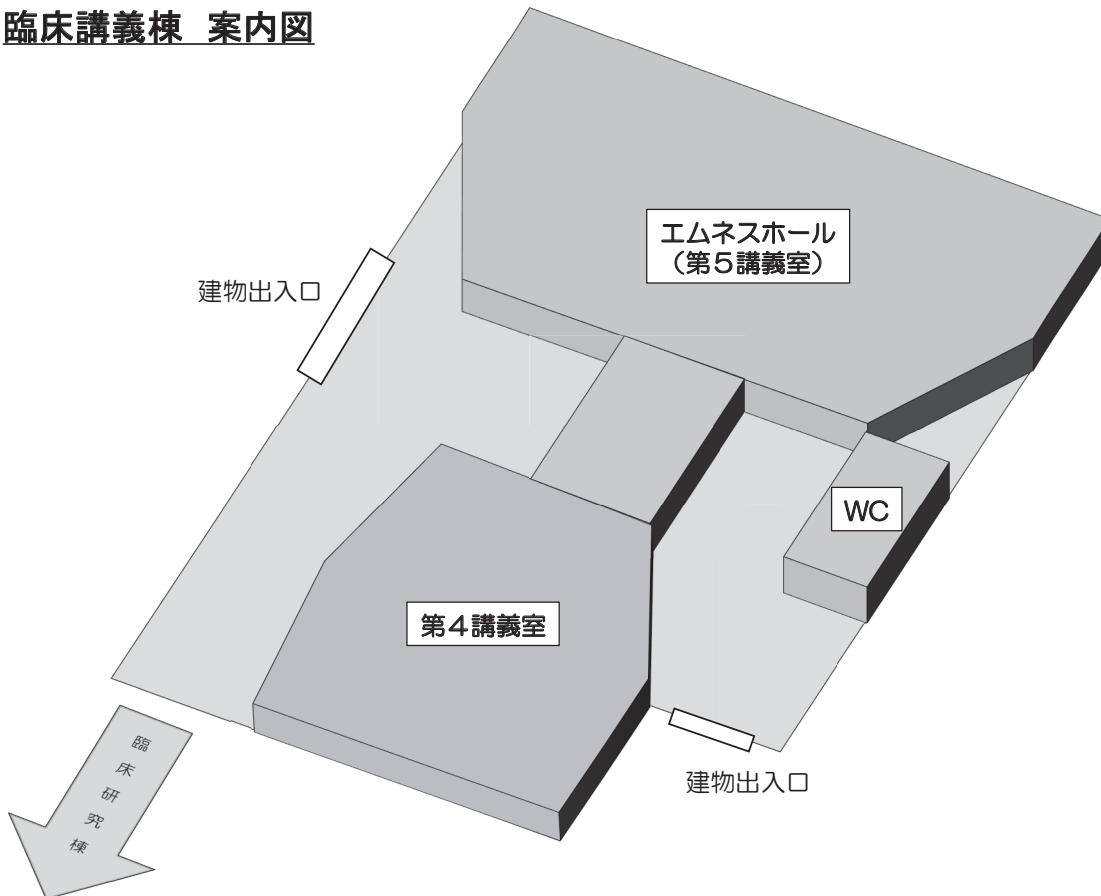 臨床講義棟 案内図
エムネスホール
（第５講義室）
建物出入口
WC
第４講義室
建物出入口
臨床研究棟